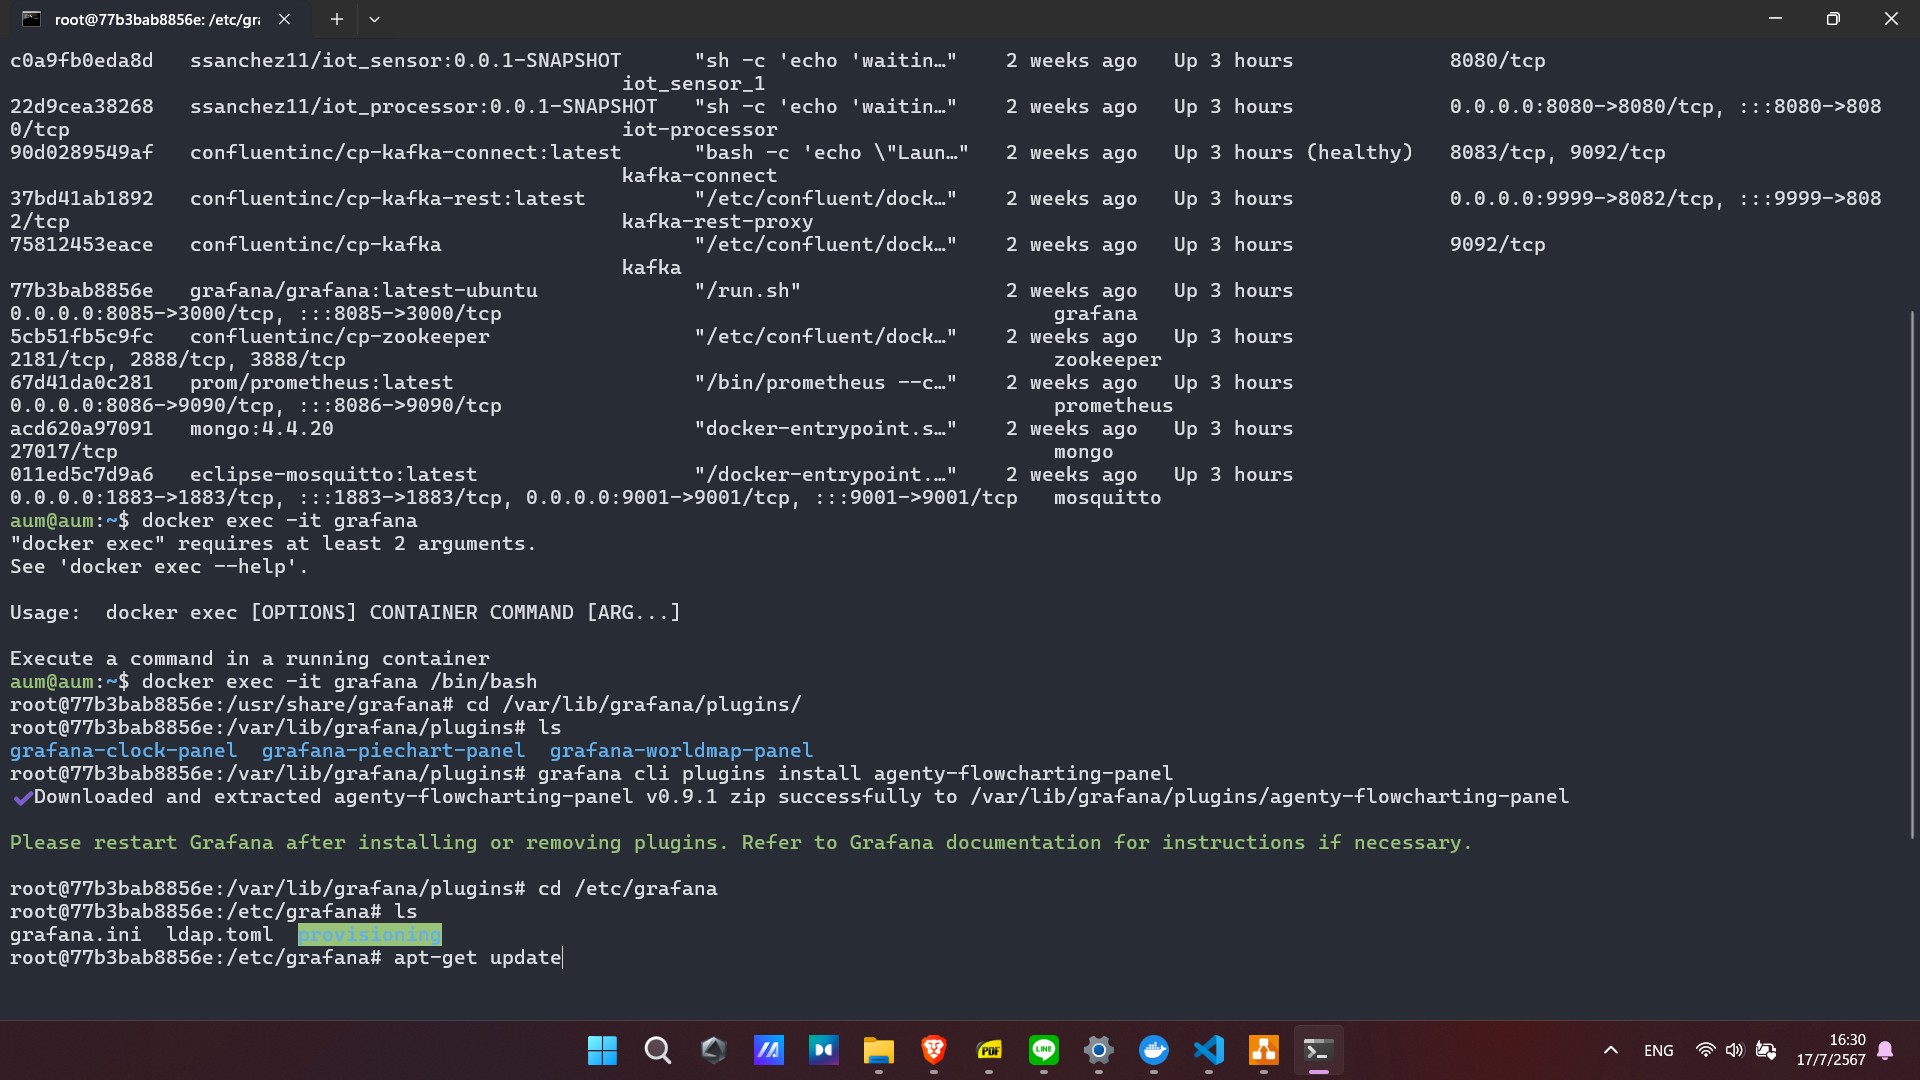 root@77b3bab8856e: /etc/gra
c0a9fb0eda8d   ssanchez11/iot_sensor:0.0.1-SNAPSHOT      "sh -c 'echo 'waitin…"    2 weeks ago   Up 3 hours             8080/tcp
iot_sensor_1
22d9cea38268   ssanchez11/iot_processor:0.0.1-SNAPSHOT   "sh -c 'echo 'waitin…"    2 weeks ago   Up 3 hours             0.0.0.0:8080->8080/tcp, :::8080->808
0/tcp                                              iot-processor
90d0289549af   confluentinc/cp-kafka-connect:latest      "bash -c 'echo \"Laun…"   2 weeks ago   Up 3 hours (healthy)   8083/tcp, 9092/tcp
kafka-connect
37bd41ab1892   confluentinc/cp-kafka-rest:latest         "/etc/confluent/dock…"    2 weeks ago   Up 3 hours             0.0.0.0:9999->8082/tcp, :::9999->808
2/tcp                                              kafka-rest-proxy
75812453eace   confluentinc/cp-kafka                     "/etc/confluent/dock…"    2 weeks ago   Up 3 hours             9092/tcp
kafka
77b3bab8856e   grafana/grafana:latest-ubuntu             "/run.sh"                 2 weeks ago   Up 3 hours
0.0.0.0:8085->3000/tcp, :::8085->3000/tcp                                              grafana
5cb51fb5c9fc   confluentinc/cp-zookeeper                 "/etc/confluent/dock…"    2 weeks ago   Up 3 hours
2181/tcp, 2888/tcp, 3888/tcp                                                           zookeeper
67d41da0c281   prom/prometheus:latest                    "/bin/prometheus --c…"    2 weeks ago   Up 3 hours
0.0.0.0:8086->9090/tcp, :::8086->9090/tcp                                              prometheus
acd620a97091   mongo:4.4.20                              "docker-entrypoint.s…"    2 weeks ago   Up 3 hours
27017/tcp                                                                              mongo
011ed5c7d9a6   eclipse-mosquitto:latest                  "/docker-entrypoint.…"    2 weeks ago   Up 3 hours
0.0.0.0:1883->1883/tcp, :::1883->1883/tcp, 0.0.0.0:9001->9001/tcp, :::9001->9001/tcp   mosquitto
aum@aum:~$ docker exec -it grafana
"docker exec" requires at least 2 arguments.
See 'docker exec --help'.
Usage:  docker exec [OPTIONS] CONTAINER COMMAND [ARG...]
Execute a command in a running container
aum@aum:~$ docker exec -it grafana /bin/bash
root@77b3bab8856e:/usr/share/grafana# cd /var/lib/grafana/plugins/
root@77b3bab8856e:/var/lib/grafana/plugins# ls
grafana-clock-panel  grafana-piechart-panel  grafana-worldmap-panel
root@77b3bab8856e:/var/lib/grafana/plugins# grafana cli plugins install agenty-flowcharting-panel
✔Downloaded and extracted agenty-flowcharting-panel v0.9.1 zip successfully to /var/lib/grafana/plugins/agenty-flowcharting-panel
Please restart Grafana after installing or removing plugins. Refer to Grafana documentation for instructions if necessary.
root@77b3bab8856e:/var/lib/grafana/plugins# cd /etc/grafana
root@77b3bab8856e:/etc/grafana# ls
grafana.ini  ldap.toml  provisioning
root@77b3bab8856e:/etc/grafana# apt-get update
PDF
LINE
ENG
16:30
17/7/2567